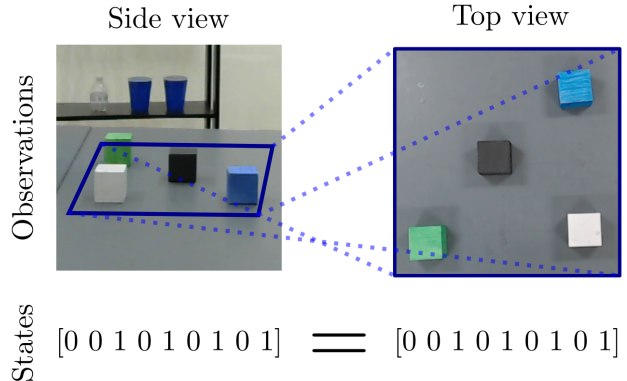 Side view
Top view
Observations
States
[0 0 1 0 1 0 1 0 1]
=
[0 0 1 0 1 0 1 0 1]